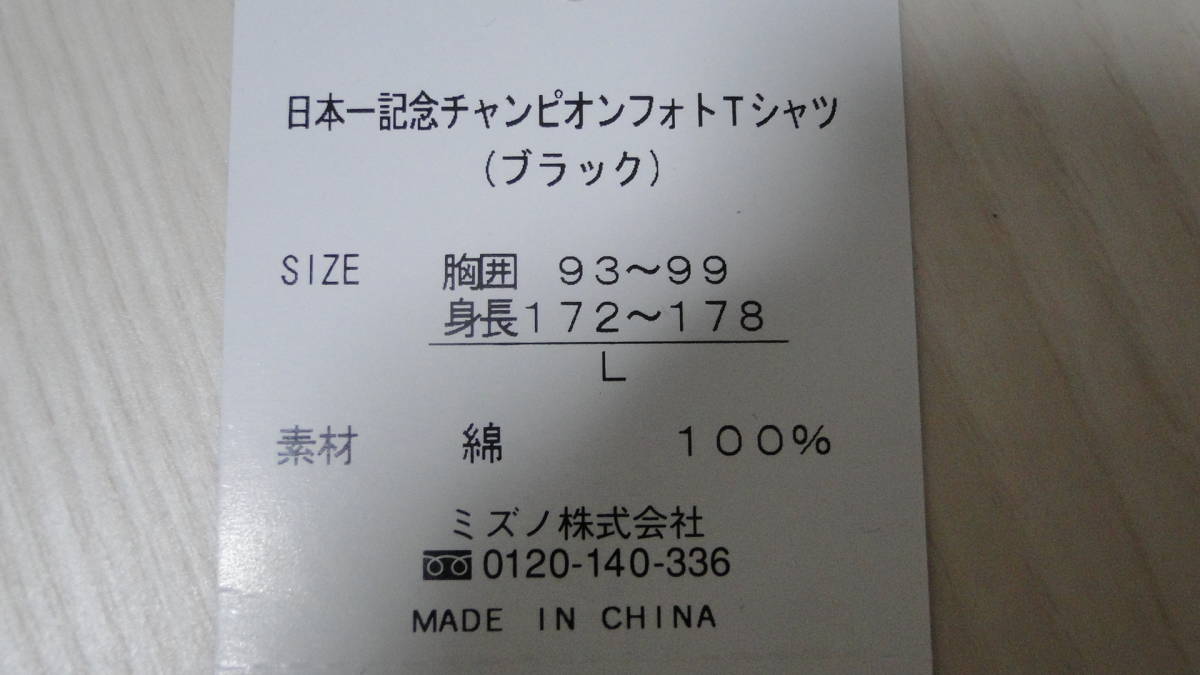 日本一記念チャンピオンフォトTシャツ
(ブラック)
SIZE 胸囲 93~99
身長172~178
L
素材 綿 100%
ミズノ株式会社
0120-140-336
MADE IN CHINA